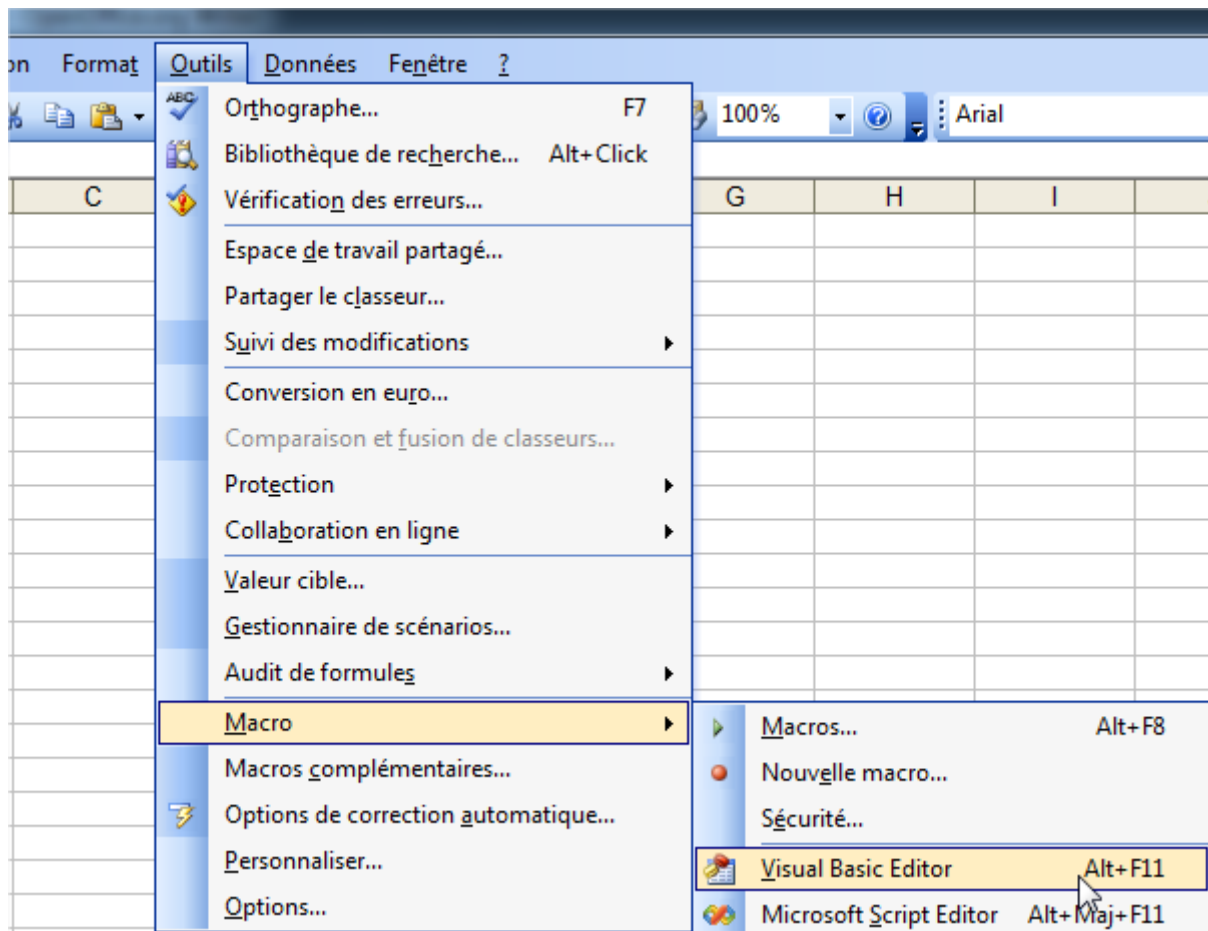 on Format Outils Données Fenêtre ?
100% Arial
C G H I
ABC Orthographe... F7
Bibliothèque de recherche... Alt+Click
Vérification des erreurs...
Espace de travail partagé...
Partager le classeur...
Suivi des modifications
Conversion en euro...
Comparaison et fusion de classeurs...
Protection
Collaboration en ligne
Valeur cible...
Gestionnaire de scénarios...
Audit de formules
Macro
Macros complémentaires...
Options de correction automatique...
Personnaliser...
Options...
Macros... Alt+F8
Nouvelle macro...
Sécurité...
Visual Basic Editor Alt+F11
Microsoft Script Editor Alt+Maj+F11